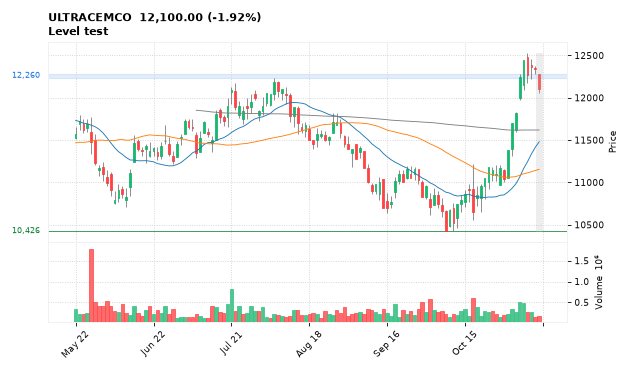 ULTRACEMCO 12,100.00 (-1.92%)
Level test
12,260
10,426
12500
12000
11500
11000
10500
Price
1.5
1.0
0.5
Volume 10⁶
May 22
Jun 22
Jul 21
Aug 18
Sep 16
Oct 15